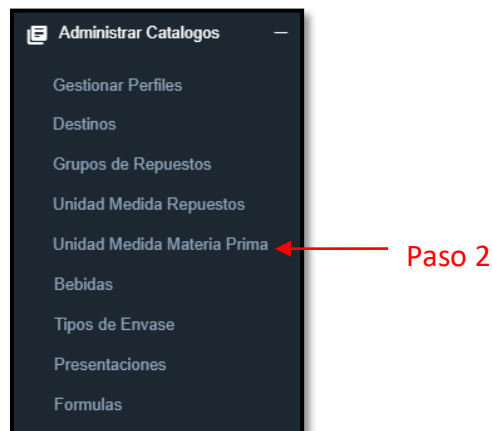 Administrar Catalogos
Gestionar Perfiles
Destinos
Grupos de Repuestos
Unidad Medida Repuestos
Unidad Medida Materia Prima
Paso 2
Bebidas
Tipos de Envase
Presentaciones
Formulas